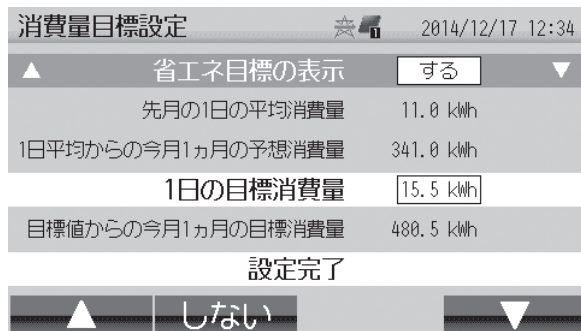 消費量目標設定 2014/12/17 12:34
▲ 省エネ目標の表示 する ▼
先月の1日の平均消費量 11.0 kWh
1日平均からの今月1ヵ月の予想消費量 341.0 kWh
1日の目標消費量 15.5 kWh
目標値からの今月1ヵ月の目標消費量 480.5 kWh
設定完了
▲ しない ▼